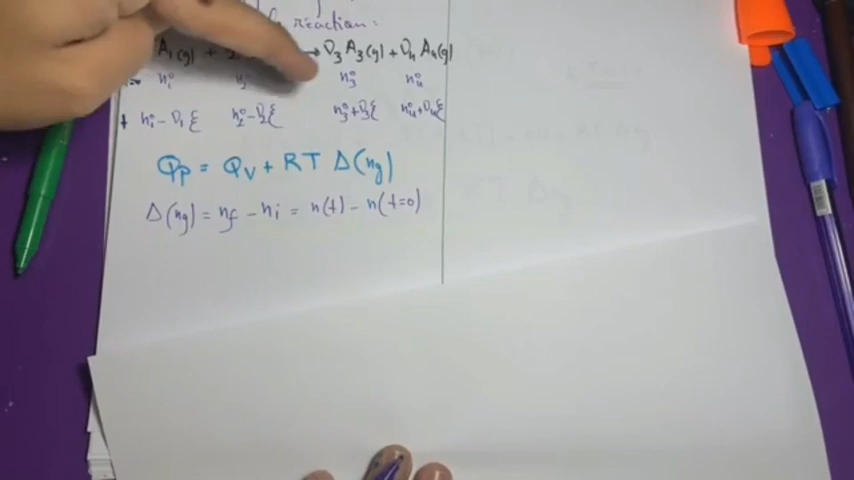 reaction:
A₁(g) + → ν₃ A₃(g) + ν₄ A₄(g)
n₁° n₂° n₃° n₄°
n₁° - ν₁ξ n₂° - ν₂ξ n₃° + ν₃ξ n₄° + ν₄ξ
Qp = Qv + RT Δ(ng)
Δ(ng) = nf - ni = n(t) - n(t=0)